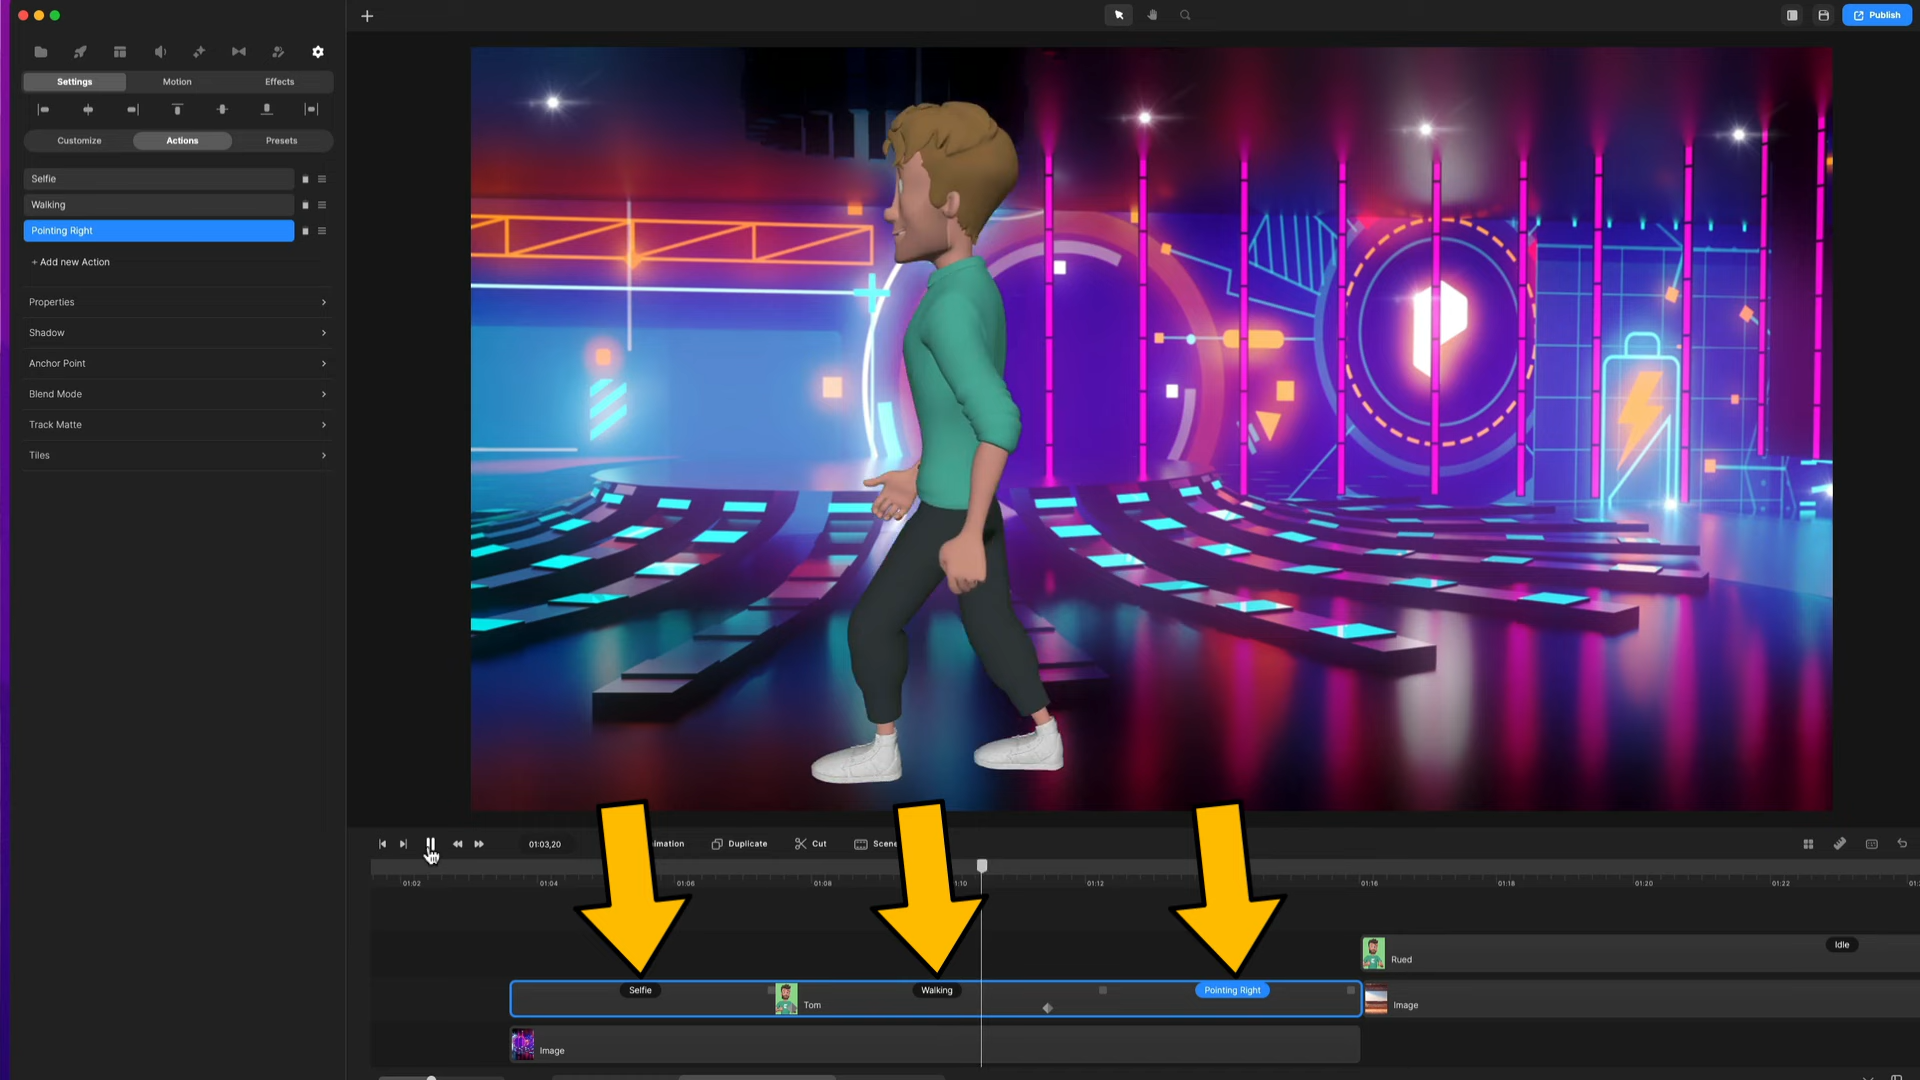 Publish
Settings Motion Effects
Customize Actions Presets
Selfie
Walking
Pointing Right
+ Add new Action
Properties
Shadow
Anchor Point
Blend Mode
Track Matte
Tiles
01:03,20 imation Duplicate Cut Scene
01:02 01:04 01:06 01:08 01:10 01:12 01:16 01:18 01:20 01:22
Idle
Rued
Selfie Walking Pointing Right
Tom Image
Image